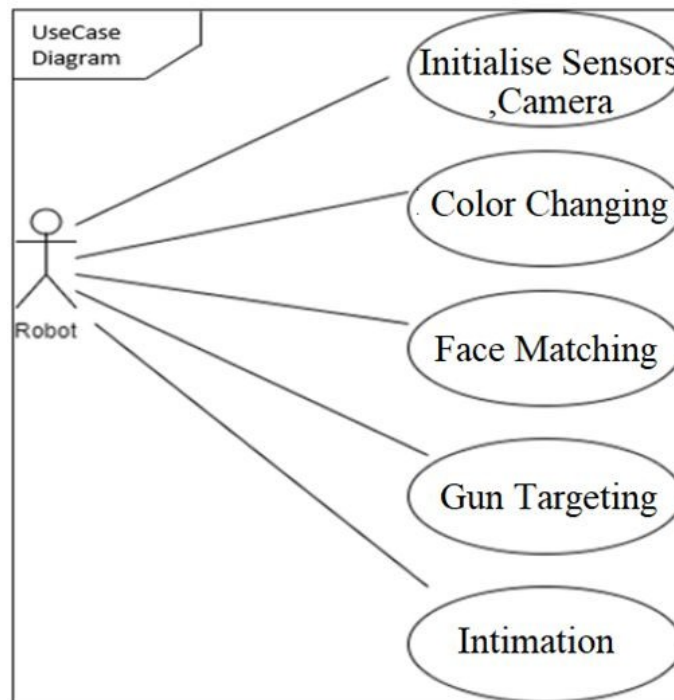 UseCase
Diagram
Initialise Sensors
,Camera
Color Changing
Robot
Face Matching
Gun Targeting
Intimation